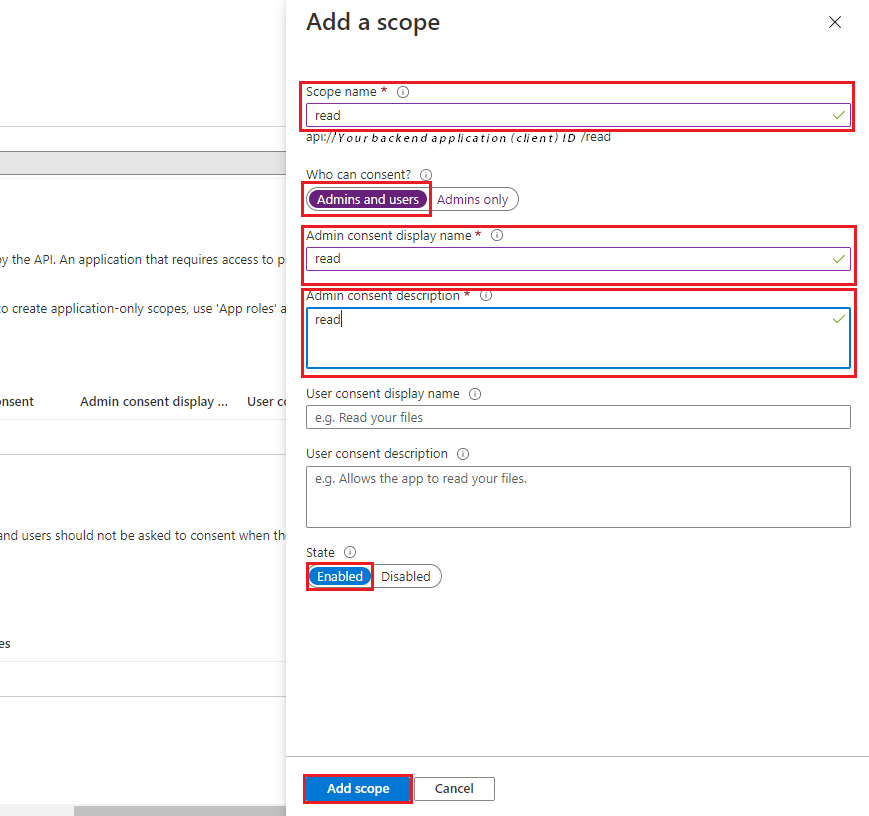 Add a scope
Scope name *
read
api://Your backend application (client) ID /read
Who can consent?
Admins and users Admins only
Admin consent display name *
read
Admin consent description *
read
User consent display name
e.g. Read your files
User consent description
e.g. Allows the app to read your files.
State
Enabled Disabled
Add scope Cancel
y the API. An application that requires access to p
o create application-only scopes, use 'App roles' a
nsent Admin consent display ... User c
and users should not be asked to consent when th
es